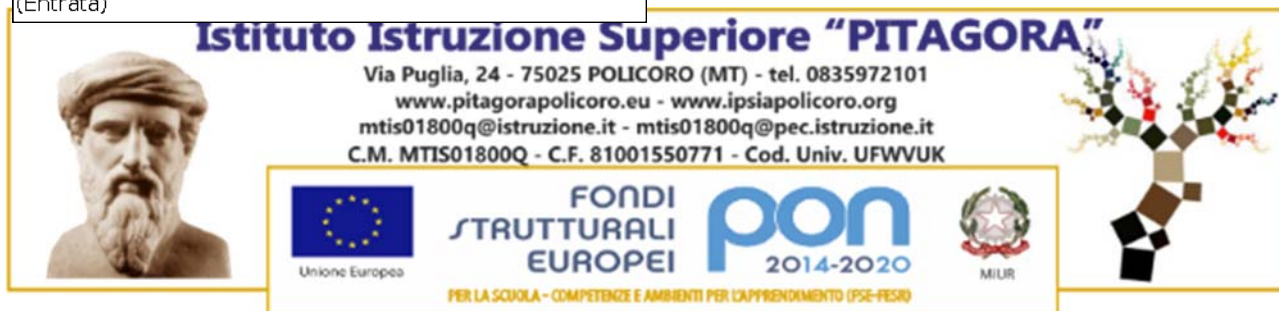 (Entrata)
Istituto Istruzione Superiore “PITAGORA”
Via Puglia, 24 - 75025 POLICORO (MT) - tel. 0835972101
www.pitagorapolicoro.eu - www.ipsiapolicoro.org
mtis01800q@istruzione.it - mtis01800q@pec.istruzione.it
C.M. MTIS01800Q - C.F. 81001550771 - Cod. Univ. UFWVUK
Unione Europea
FONDI
STRUTTURALI
EUROPEI
pon
2014-2020
MIUR
PER LA SCUOLA - COMPETENZE E AMBIENTI PER L'APPRENDIMENTO (FSE-FESR)